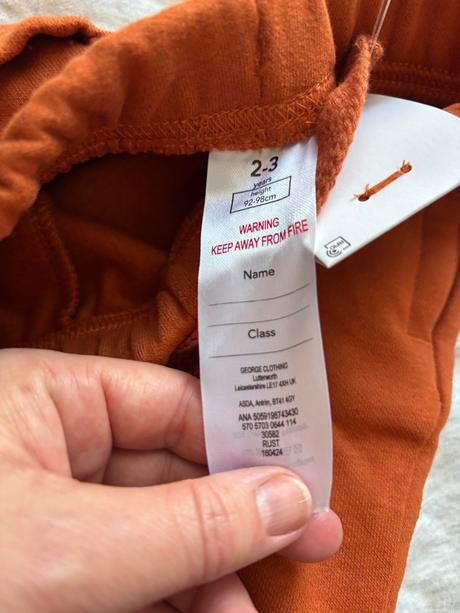 2-3
years
height
92-98cm
WARNING
KEEP AWAY FROM FIRE
Name
Class
GEORGE CLOTHING
Lutterworth
Leicestershire LE17 4XH UK
ASDA, Antrim, BT41 4GY
ANA 5059198743430
570 5703 0644 114
30582
RUST
160424